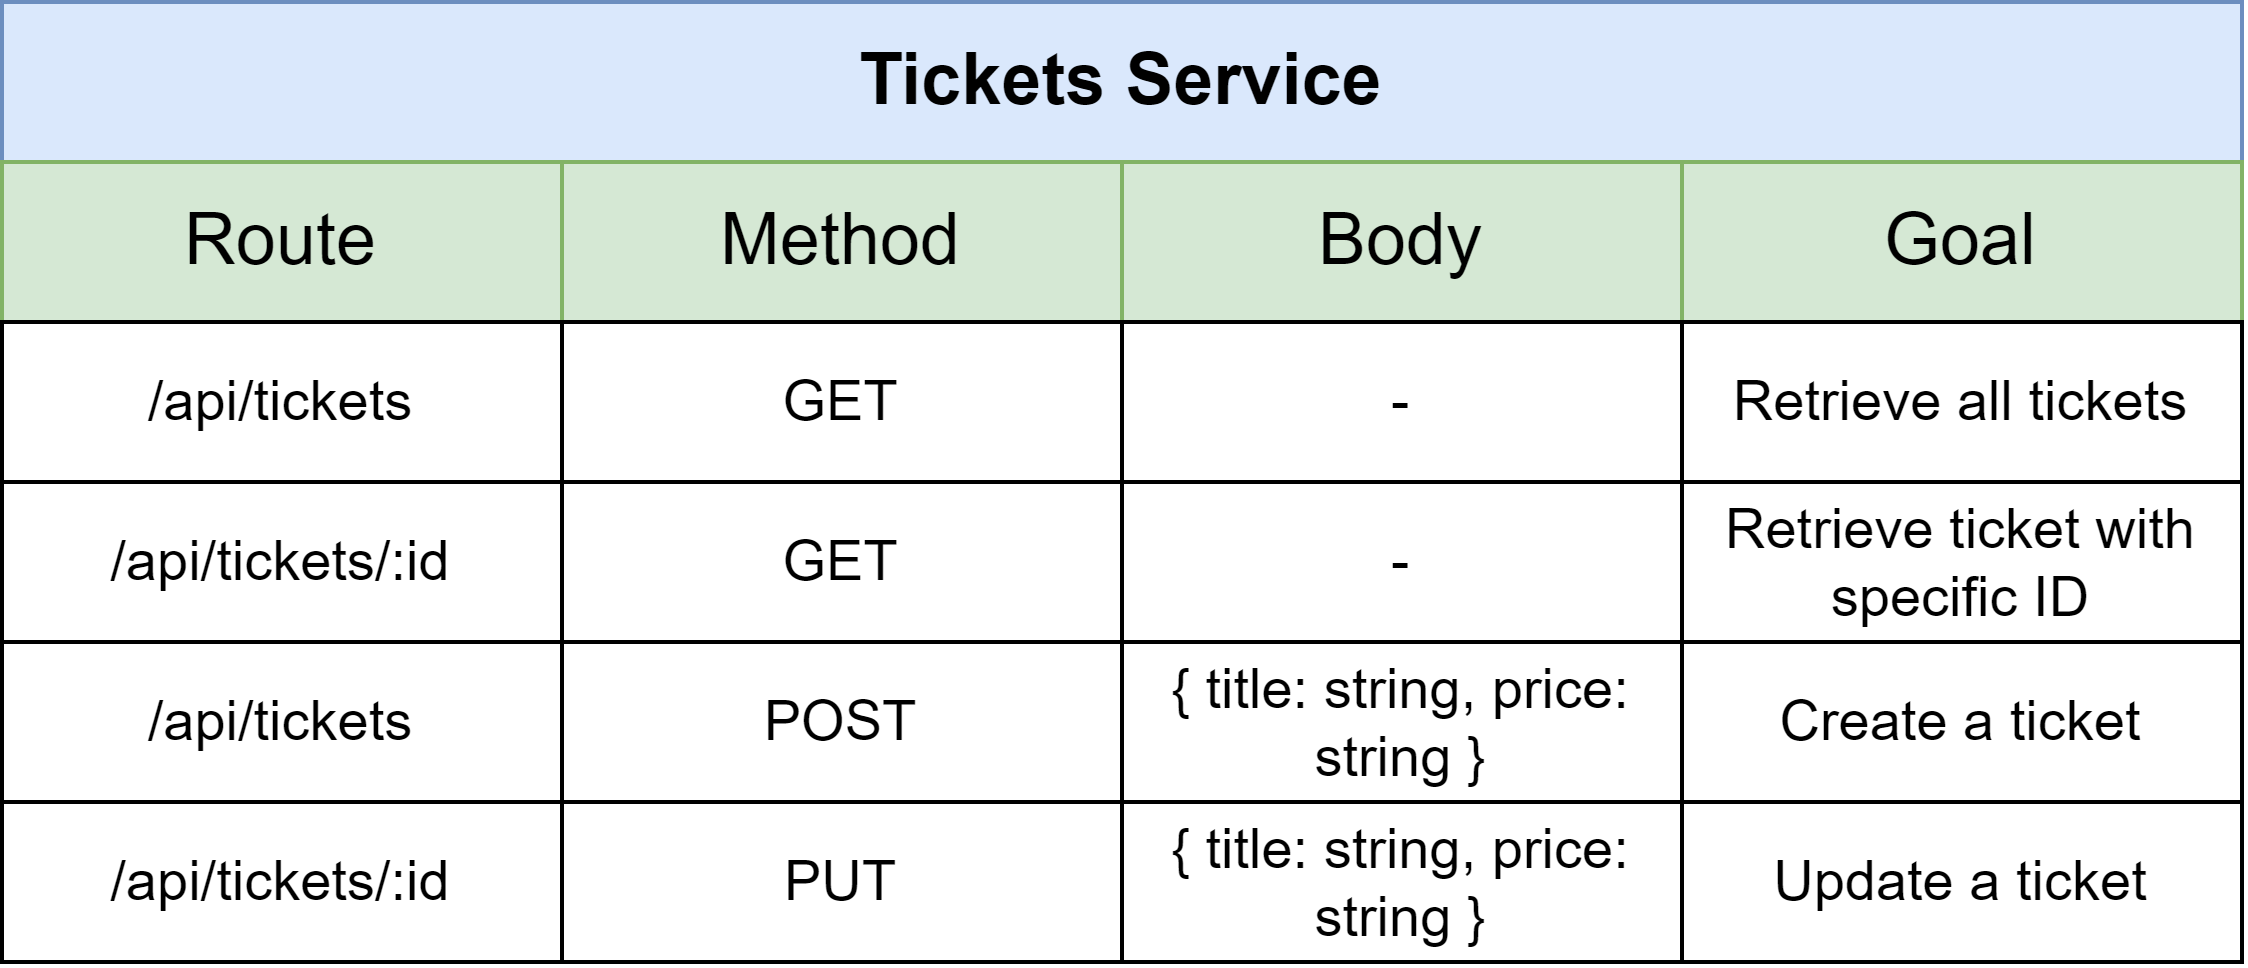 Tickets Service
Route Method Body Goal
/api/tickets GET - Retrieve all tickets
/api/tickets/:id GET - Retrieve ticket with
specific ID
/api/tickets POST { title: string, price:
string } Create a ticket
/api/tickets/:id PUT { title: string, price:
string } Update a ticket